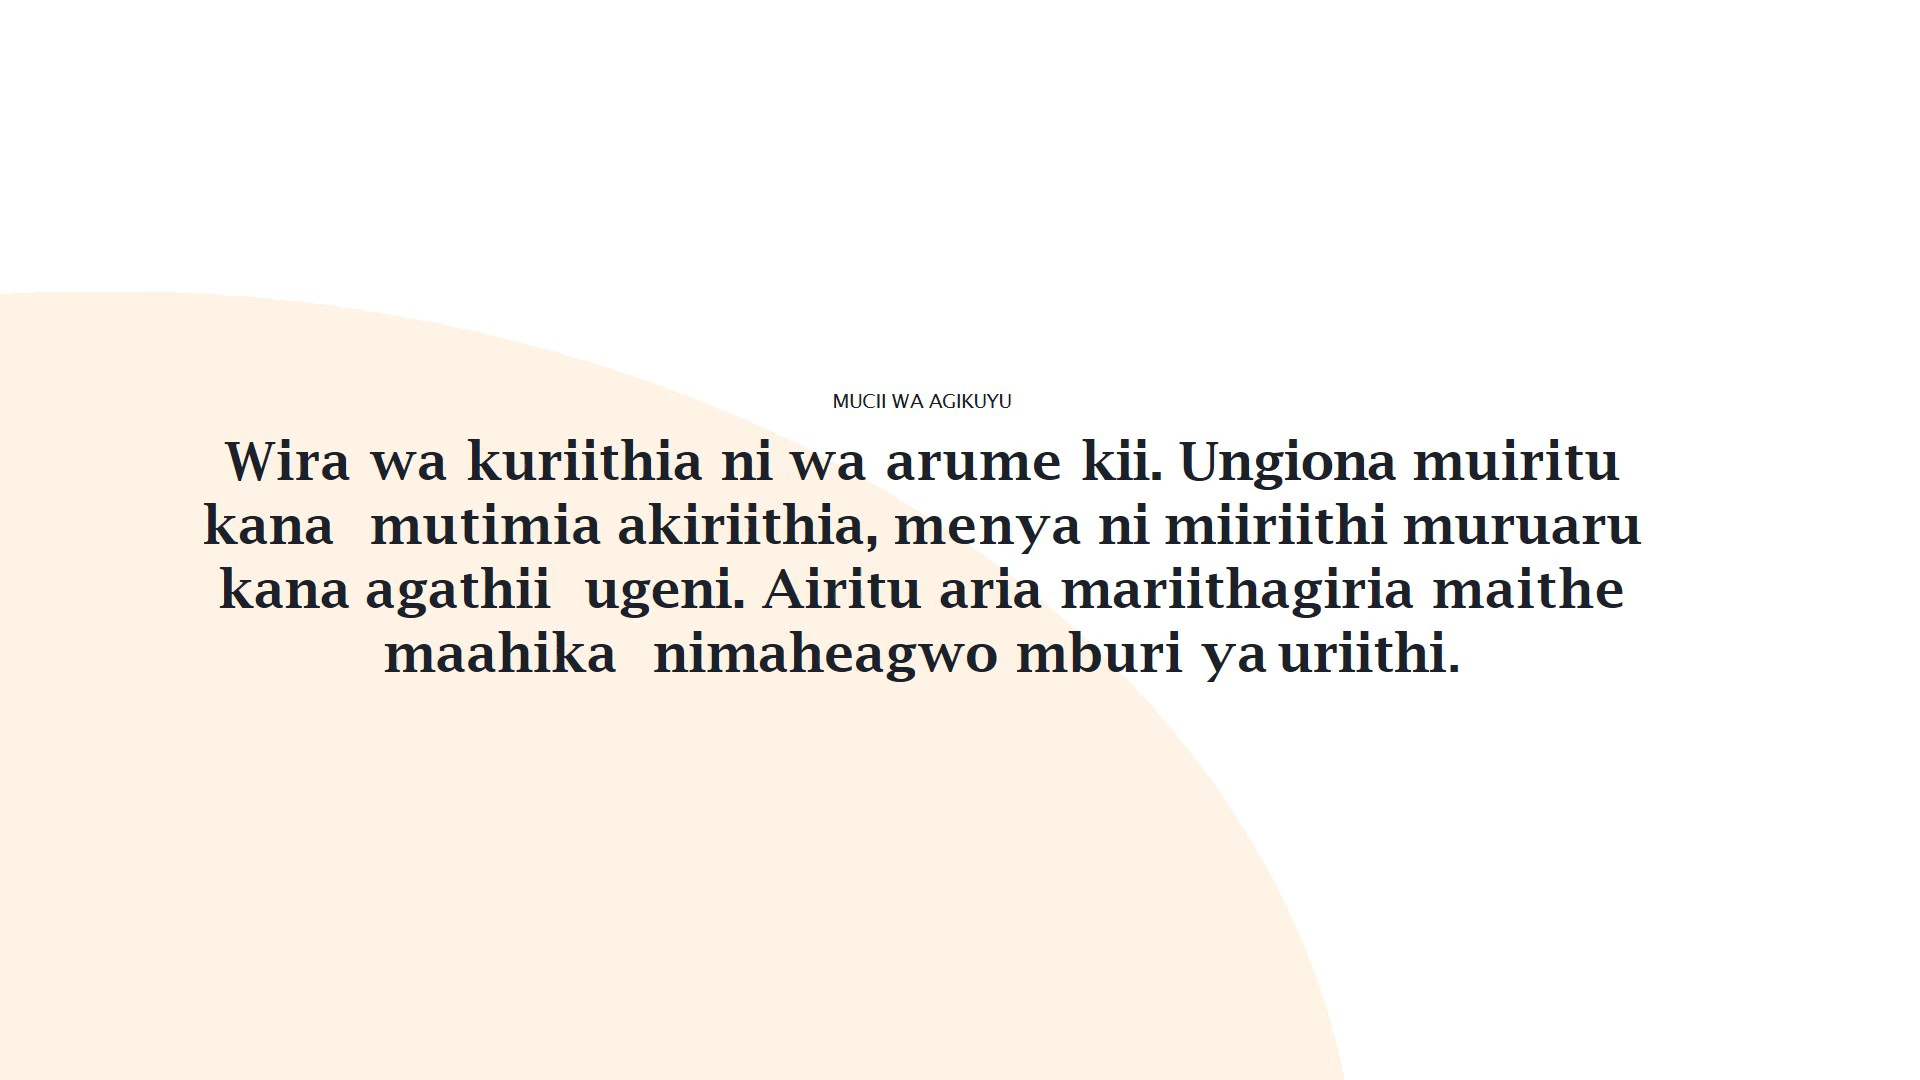 MUCII WA AGIKUYU
Wira wa kuriithia ni wa arume kii. Ungiona muiritu
kana mutimia akiriithia, menya ni miiriithi muruaru
kana agathii ugeni. Airitu aria mariithagiria maithe
maahika nimaheagwo mburi ya uriithi.